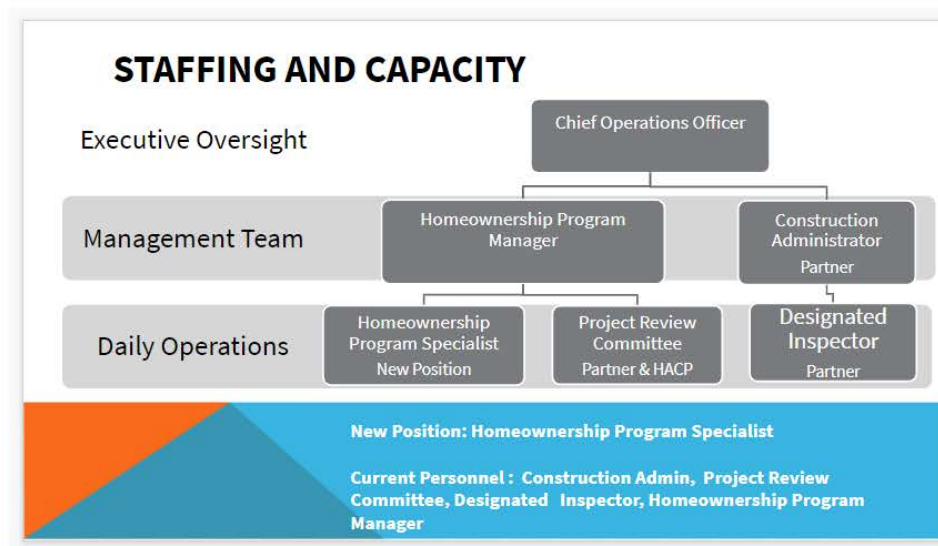 STAFFING AND CAPACITY
Executive Oversight
Chief Operations Officer
Management Team
Homeownership Program
Manager
Construction
Administrator
Partner
Daily Operations
Homeownership
Program Specialist
New Position
Project Review
Committee
Partner & HACP
Designated
Inspector
Partner
New Position: Homeownership Program Specialist
Current Personnel : Construction Admin, Project Review
Committee, Designated Inspector, Homeownership Program
Manager